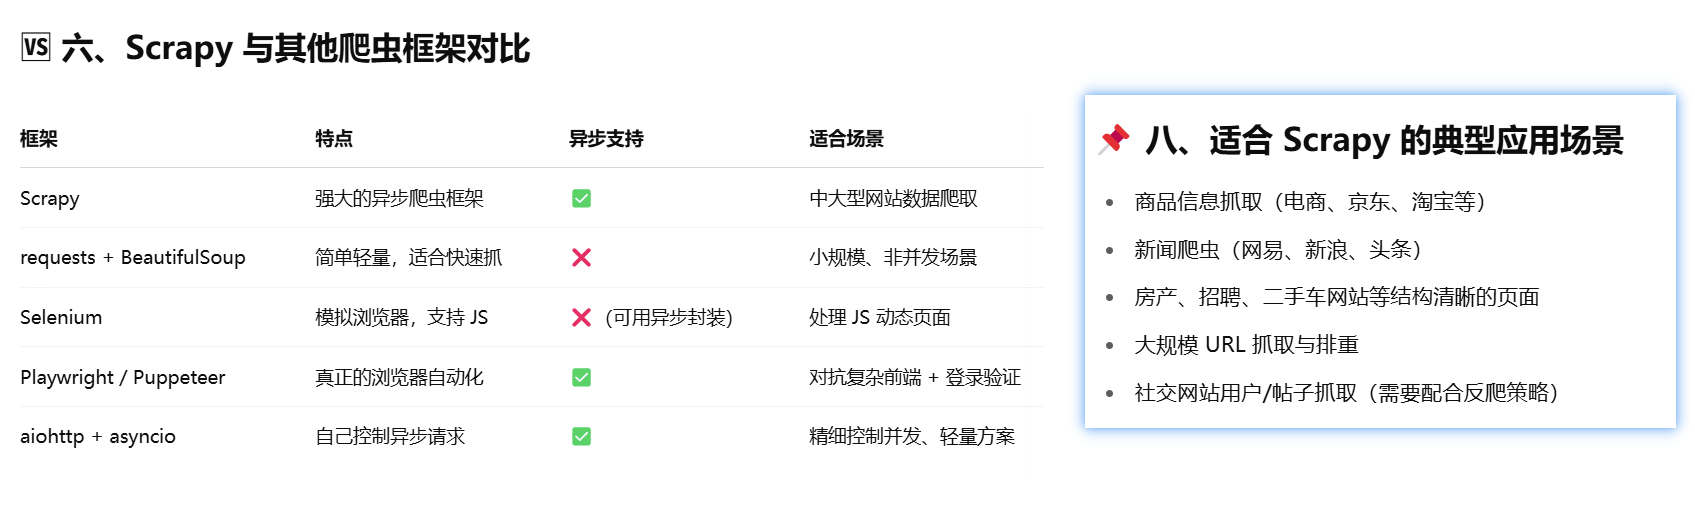 🆚 六、Scrapy 与其他爬虫框架对比
框架 特点 异步支持 适合场景
Scrapy 强大的异步爬虫框架 ✅ 中大型网站数据爬取
requests + BeautifulSoup 简单轻量，适合快速抓 ❌ 小规模、非并发场景
Selenium 模拟浏览器，支持 JS ❌（可用异步封装） 处理 JS 动态页面
Playwright / Puppeteer 真正的浏览器自动化 ✅ 对抗复杂前端 + 登录验证
aiohttp + asyncio 自己控制异步请求 ✅ 精细控制并发、轻量方案
📌 八、适合 Scrapy 的典型应用场景
• 商品信息抓取（电商、京东、淘宝等）
• 新闻爬虫（网易、新浪、头条）
• 房产、招聘、二手车网站等结构清晰的页面
• 大规模 URL 抓取与排重
• 社交网站用户/帖子抓取（需要配合反爬策略）